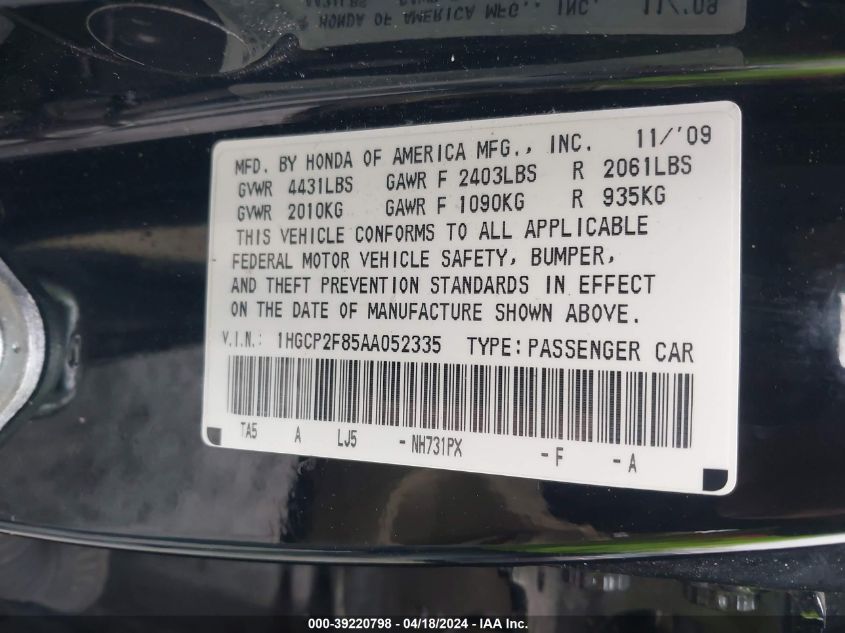 MFD. BY HONDA OF AMERICA MFG., INC. 11/'09
GVWR 4431LBS GAWR F 2403LBS R 2061LBS
GVWR 2010KG GAWR F 1090KG R 935KG
THIS VEHICLE CONFORMS TO ALL APPLICABLE
FEDERAL MOTOR VEHICLE SAFETY, BUMPER,
AND THEFT PREVENTION STANDARDS IN EFFECT
ON THE DATE OF MANUFACTURE SHOWN ABOVE.
V.I.N.: 1HGCP2F85AA052335 TYPE: PASSENGER CAR
TA5 A LJ5 - NH731PX - F - A
000-39220798 - 04/18/2024 - IAA Inc.